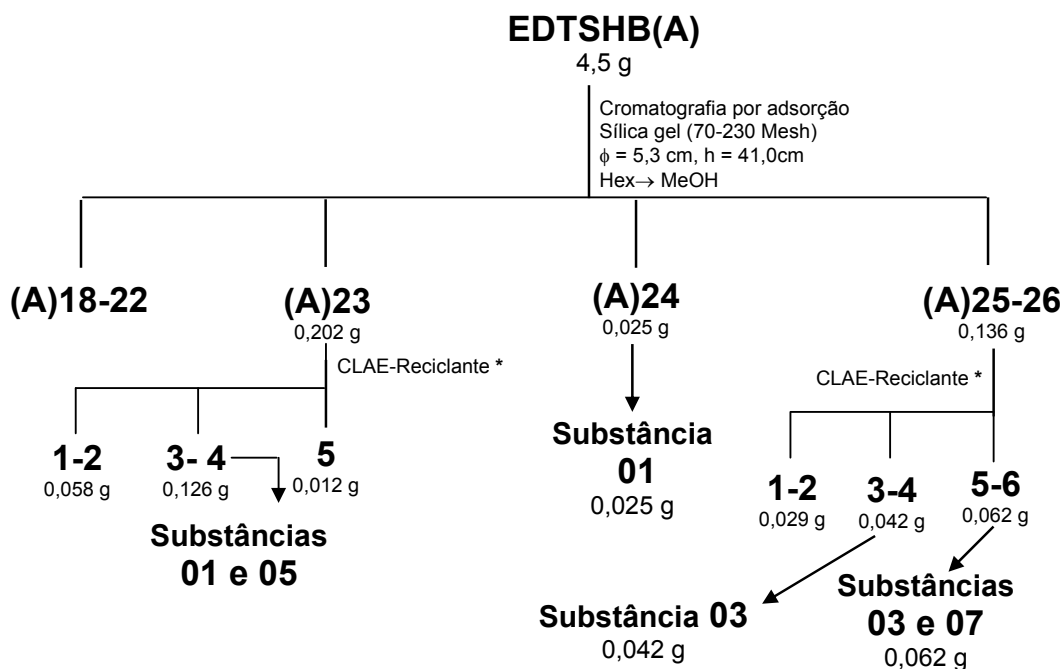 EDTSHB(A)
4,5 g
Cromatografia por adsorção
Sílica gel (70-230 Mesh)
ϕ = 5,3 cm, h = 41,0cm
Hex→ MeOH
(A)18-22
(A)23
0,202 g
(A)24
0,025 g
(A)25-26
0,136 g
CLAE-Reciclante *
1-2
0,058 g
3- 4
0,126 g
5
0,012 g
Substâncias
01 e 05
Substância
01
0,025 g
CLAE-Reciclante *
1-2
0,029 g
3-4
0,042 g
5-6
0,062 g
Substância 03
0,042 g
Substâncias
03 e 07
0,062 g